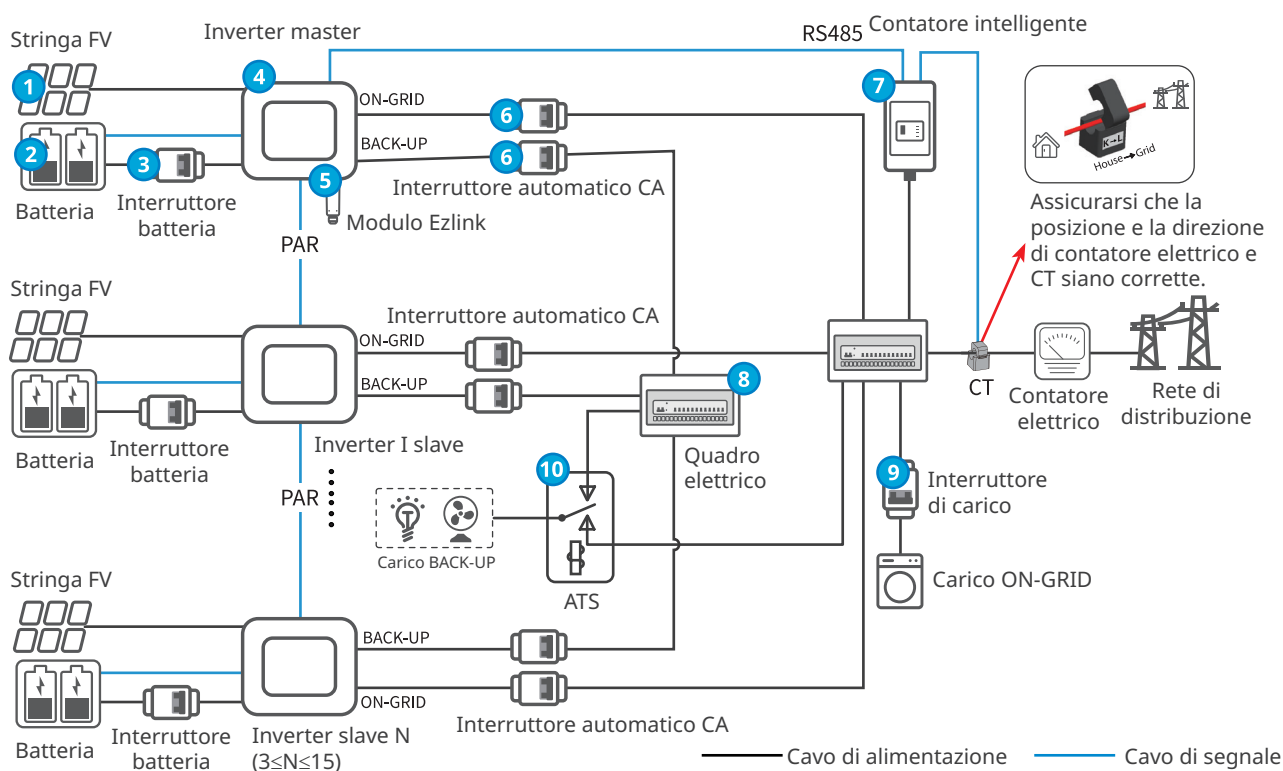 Stringa FV
Inverter master
RS485
Contatore intelligente
1
4
7
ON-GRID
6
K→L
House→Grid
2
3
BACK-UP
6
5
Interruttore automatico CA
Batteria
Interruttore
batteria
Modulo Ezlink
PAR
Assicurarsi che la
posizione e la direzione
di contatore elettrico e
CT siano corrette.
Stringa FV
Interruttore automatico CA
ON-GRID
BACK-UP
8
CT
Contatore
elettrico
Rete di
distribuzione
Batteria
Interruttore
batteria
Inverter I slave
Quadro
elettrico
10
9
Interruttore
di carico
PAR
Carico BACK-UP
ATS
Carico ON-GRID
Stringa FV
BACK-UP
ON-GRID
Batteria
Interruttore
batteria
Inverter slave N
(3≤N≤15)
Interruttore automatico CA
Cavo di alimentazione
Cavo di segnale